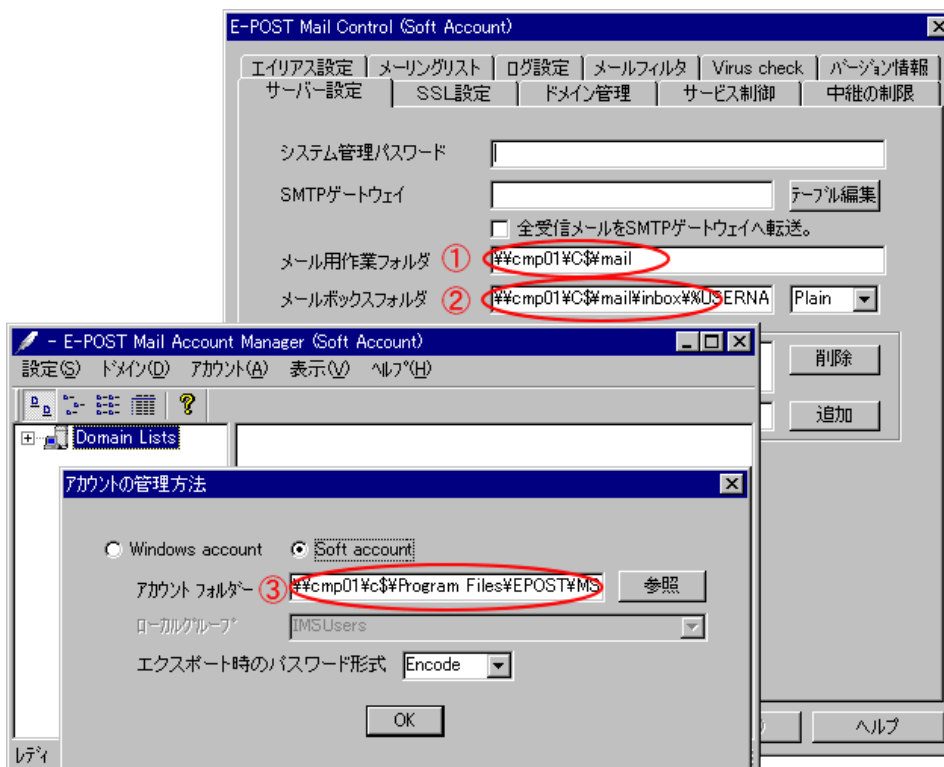 E-POST Mail Control (Soft Account)
エイリアス設定 メーリングリスト ログ設定 メールフィルタ Virus check バージョン情報
サーバー設定 SSL設定 ドメイン管理 サービス制御 中継の制限
システム管理パスワード
SMTPゲートウェイ テーブル編集
全受信メールをSMTPゲートウェイへ転送。
メール用作業フォルダ ① ¥¥cmp01¥C$¥mail
メールボックスフォルダ ② ¥¥cmp01¥C$¥mail¥inbox¥%USERNA Plain
削除
追加
ヘルプ
- E-POST Mail Account Manager (Soft Account)
設定(S) ドメイン(D) アカウント(A) 表示(V) ヘルプ(H)
Domain Lists
アカウントの管理方法
Windows account Soft account
アカウント フォルダー ③ ¥¥cmp01¥c$¥Program Files¥EPOST¥MS 参照
ローカルグループ IMSUsers
エクスポート時のパスワード形式 Encode
OK
レディ